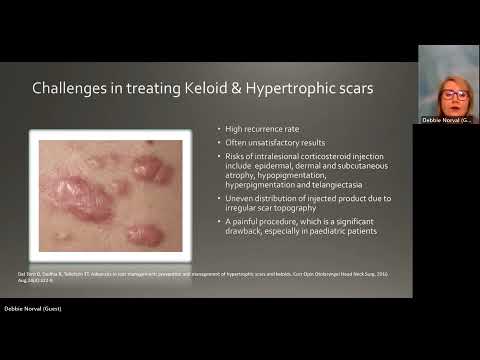 Challenges in treating Keloid & Hypertrophic scars
• High recurrence rate
• Often unsatisfactory results
• Risks of intralesional corticosteroid injection
include epidermal, dermal and subcutaneous
atrophy, hypopigmentation,
hyperpigmentation and telangiectasia
• Uneven distribution of injected product due to
irregular scar topography
• A painful procedure, which is a significant
drawback, especially in paediatric patients
Del Toro D, Dedhia R, Tollefson TT. Advances in scar management: prevention and management of hypertrophic scars and keloids. Curr Opin Otolaryngol Head Neck Surg. 2016
Aug
Debbie Norval (G...
Debbie Norval (Guest)